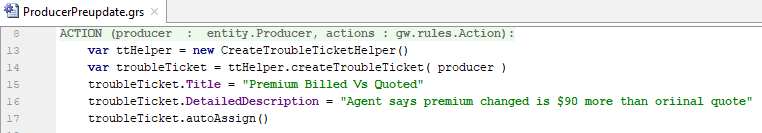 ProducerPreupdate.grs ×
8 ACTION (producer : entity.Producer, actions : gw.rules.Action):
13 var ttHelper = new CreateTroubleTicketHelper()
14 var troubleTicket = ttHelper.createTroubleTicket( producer )
15 troubleTicket.Title = "Premium Billed Vs Quoted"
16 troubleTicket.DetailedDescription = "Agent says premium changed is $90 more than oriinal quote"
17 troubleTicket.autoAssign()